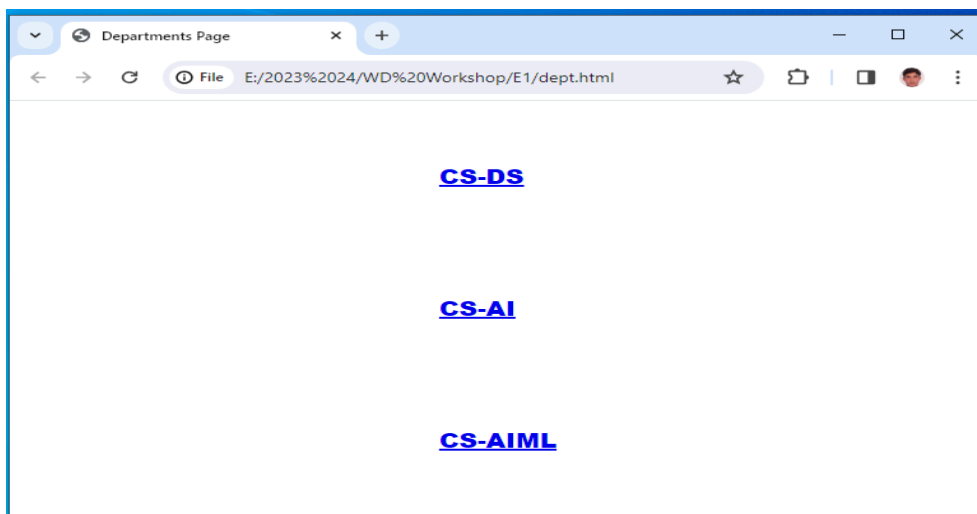 Departments Page
File E:/2023%2024/WD%20Workshop/E1/dept.html
CS-DS
CS-AI
CS-AIML